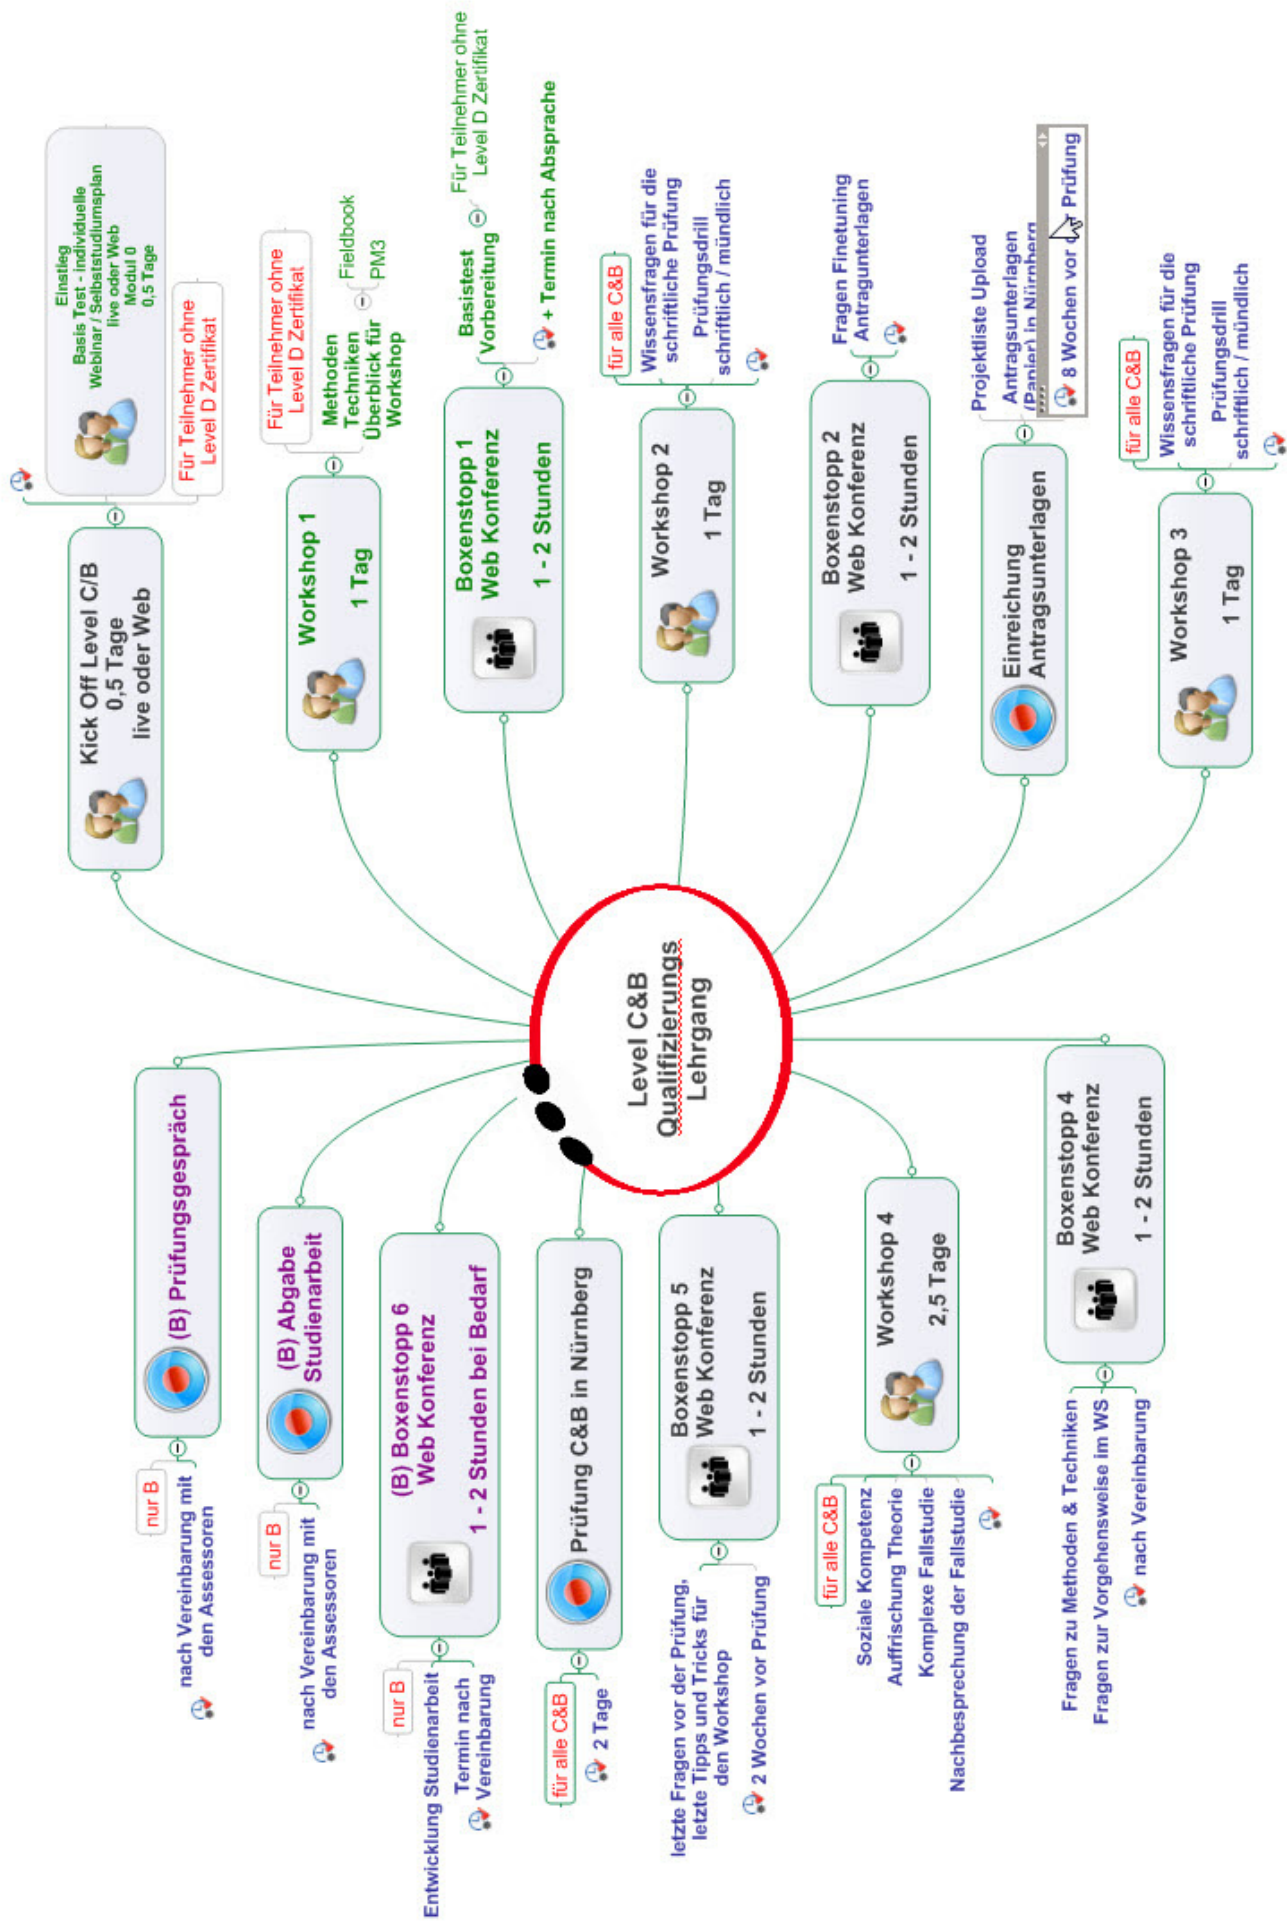 Level C&B
Qualifizierungs
Lehrgang
Kick Off Level C/B
0,5 Tage
live oder Web
Einstieg
Basis Test - individuelle
Webinar / Selbststudiumsplan
live oder Web
Modul 0
0,5 Tage
Für Teilnehmer ohne
Level D Zertifikat
Workshop 1
1 Tag
Für Teilnehmer ohne
Level D Zertifikat
Methoden
Techniken
Überblick für
Workshop
Fieldbook
PM3
Boxenstopp 1
Web Konferenz
1 - 2 Stunden
Basistest
Vorbereitung
Für Teilnehmer ohne
Level D Zertifikat
+ Termin nach Absprache
Workshop 2
1 Tag
für alle C&B
Wissensfragen für die
schriftliche Prüfung
Prüfungsdrill
schriftlich / mündlich
Boxenstopp 2
Web Konferenz
1 - 2 Stunden
Fragen Finetuning
Antragunterlagen
Einreichung
Antragsunterlagen
Projektliste Upload
Antragsunterlagen
(Papier) in Nürnberg
8 Wochen vor Prüfung
Workshop 3
1 Tag
für alle C&B
Wissensfragen für die
schriftliche Prüfung
Prüfungsdrill
schriftlich / mündlich
(B) Prüfungsgespräch
nur B
nach Vereinbarung mit
den Assessoren
(B) Abgabe
Studienarbeit
nur B
nach Vereinbarung mit
den Assessoren
(B) Boxenstopp 6
Web Konferenz
1 - 2 Stunden bei Bedarf
nur B
Entwicklung Studienarbeit
Termin nach
Vereinbarung
Prüfung C&B in Nürnberg
für alle C&B
2 Tage
Boxenstopp 5
Web Konferenz
1 - 2 Stunden
letzte Fragen vor der Prüfung,
letzte Tipps und Tricks für
den Workshop
2 Wochen vor Prüfung
Workshop 4
2,5 Tage
für alle C&B
Soziale Kompetenz
Auffrischung Theorie
Komplexe Fallstudie
Nachbesprechung der Fallstudie
Boxenstopp 4
Web Konferenz
1 - 2 Stunden
Fragen zu Methoden & Techniken
Fragen zur Vorgehensweise im WS
nach Vereinbarung